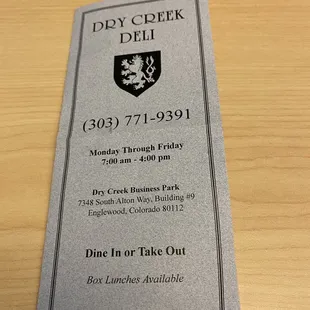 DRY CREEK
DELI
(303) 771-9391
Monday Through Friday
7:00 am - 4:00 pm
Dry Creek Business Park
7348 South Alton Way, Building #9
Englewood, Colorado 80112
Dine In or Take Out
Box Lunches Available